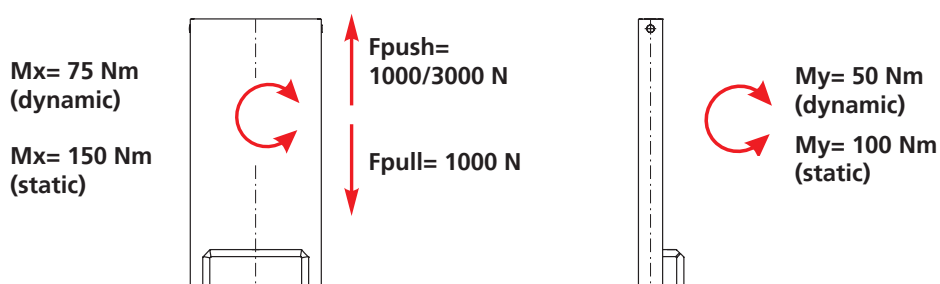 Mx= 75 Nm
(dynamic)
Mx= 150 Nm
(static)
Fpush=
1000/3000 N
Fpull= 1000 N
My= 50 Nm
(dynamic)
My= 100 Nm
(static)